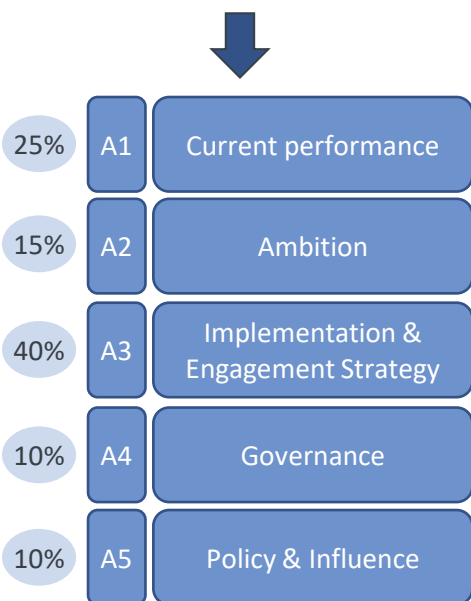 25% A1 Current performance
15% A2 Ambition
40% A3 Implementation &
Engagement Strategy
10% A4 Governance
10% A5 Policy & Influence